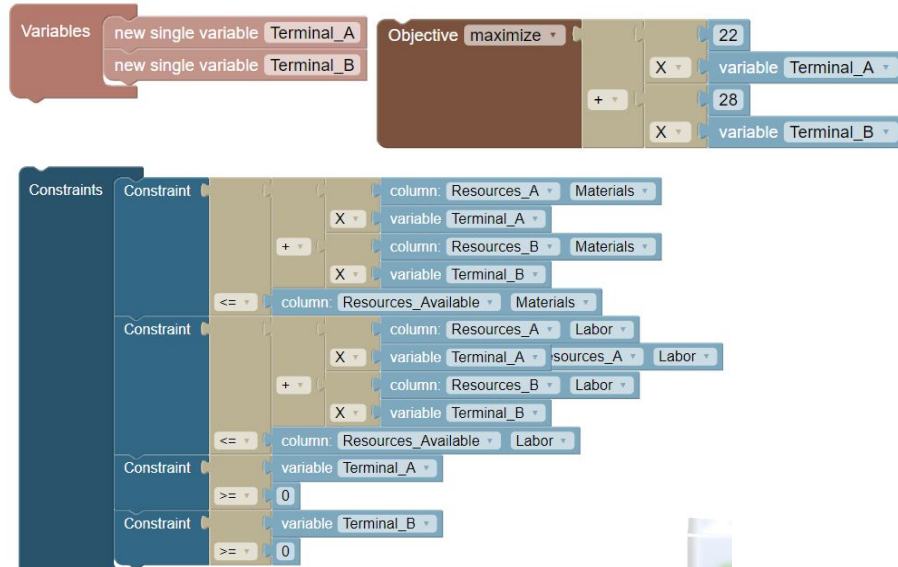 Variables new single variable Terminal_A
new single variable Terminal_B
Objective maximize 22
X variable Terminal_A
+ 28
X variable Terminal_B
Constraints Constraint column: Resources_A Materials
X variable Terminal_A
+ column: Resources_B Materials
X variable Terminal_B
<= column: Resources_Available Materials
Constraint column: Resources_A Labor
X variable Terminal_A sources_A Labor
+ column: Resources_B Labor
X variable Terminal_B
<= column: Resources_Available Labor
Constraint variable Terminal_A
>= 0
Constraint variable Terminal_B
>= 0